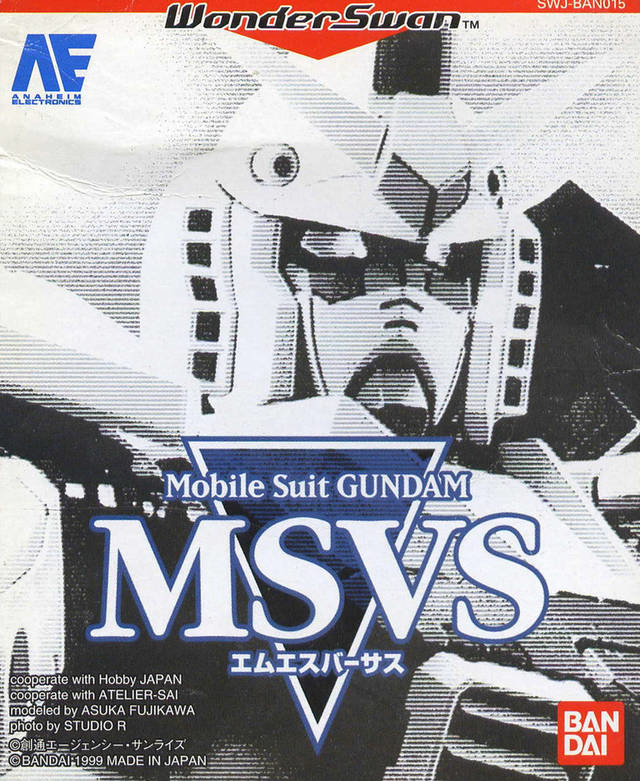 SWJ-BAN015
WonderSwan™
AE
ANAHEIM
ELECTRONICS
Mobile Suit GUNDAM
MSVS
エムエスバーサス
cooperate with Hobby JAPAN
cooperate with ATELIER-SAI
modeled by ASUKA FUJIKAWA
photo by STUDIO R
©創通エージェンシー・サンライズ
©BANDAI 1999 MADE IN JAPAN
BAN
DAI